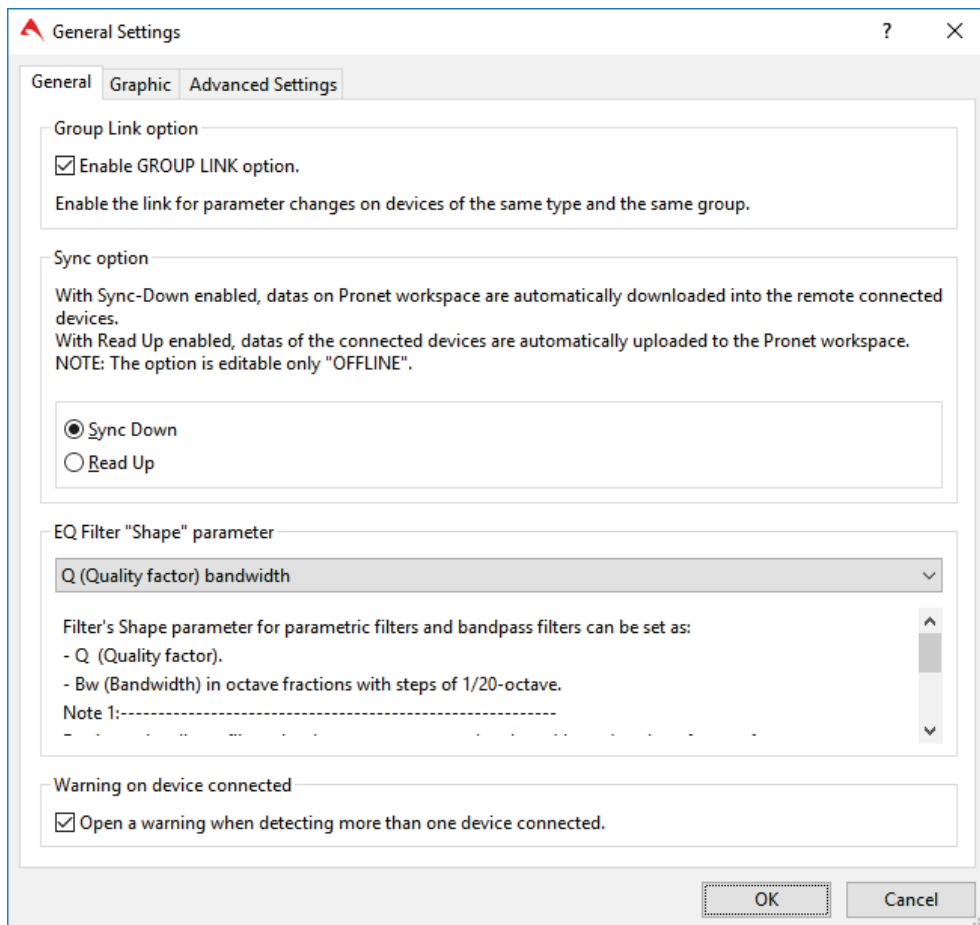 General Settings
?
General
Graphic
Advanced Settings
Group Link option
Enable GROUP LINK option.
Enable the link for parameter changes on devices of the same type and the same group.
Sync option
With Sync-Down enabled, datas on Pronet workspace are automatically downloaded into the remote connected
devices.
With Read Up enabled, datas of the connected devices are automatically uploaded to the Pronet workspace.
NOTE: The option is editable only "OFFLINE".
Sync Down
Read Up
EQ Filter "Shape" parameter
Q (Quality factor) bandwidth
Filter's Shape parameter for parametric filters and bandpass filters can be set as:
- Q  (Quality factor).
- Bw (Bandwidth) in octave fractions with steps of 1/20-octave.
Note 1:----------------------------------------------------------
Warning on device connected
Open a warning when detecting more than one device connected.
OK
Cancel